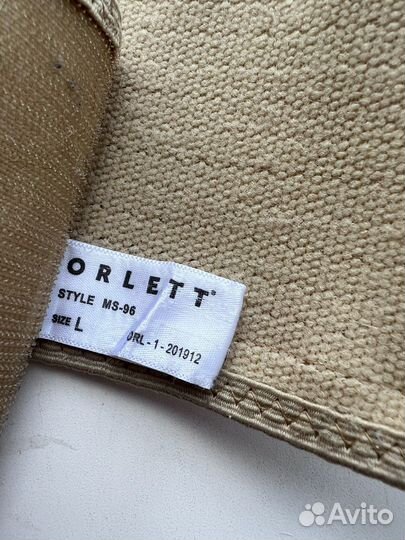 ORLETT®
STYLE MS-96
SIZE L
ORL-1-201912
Avito